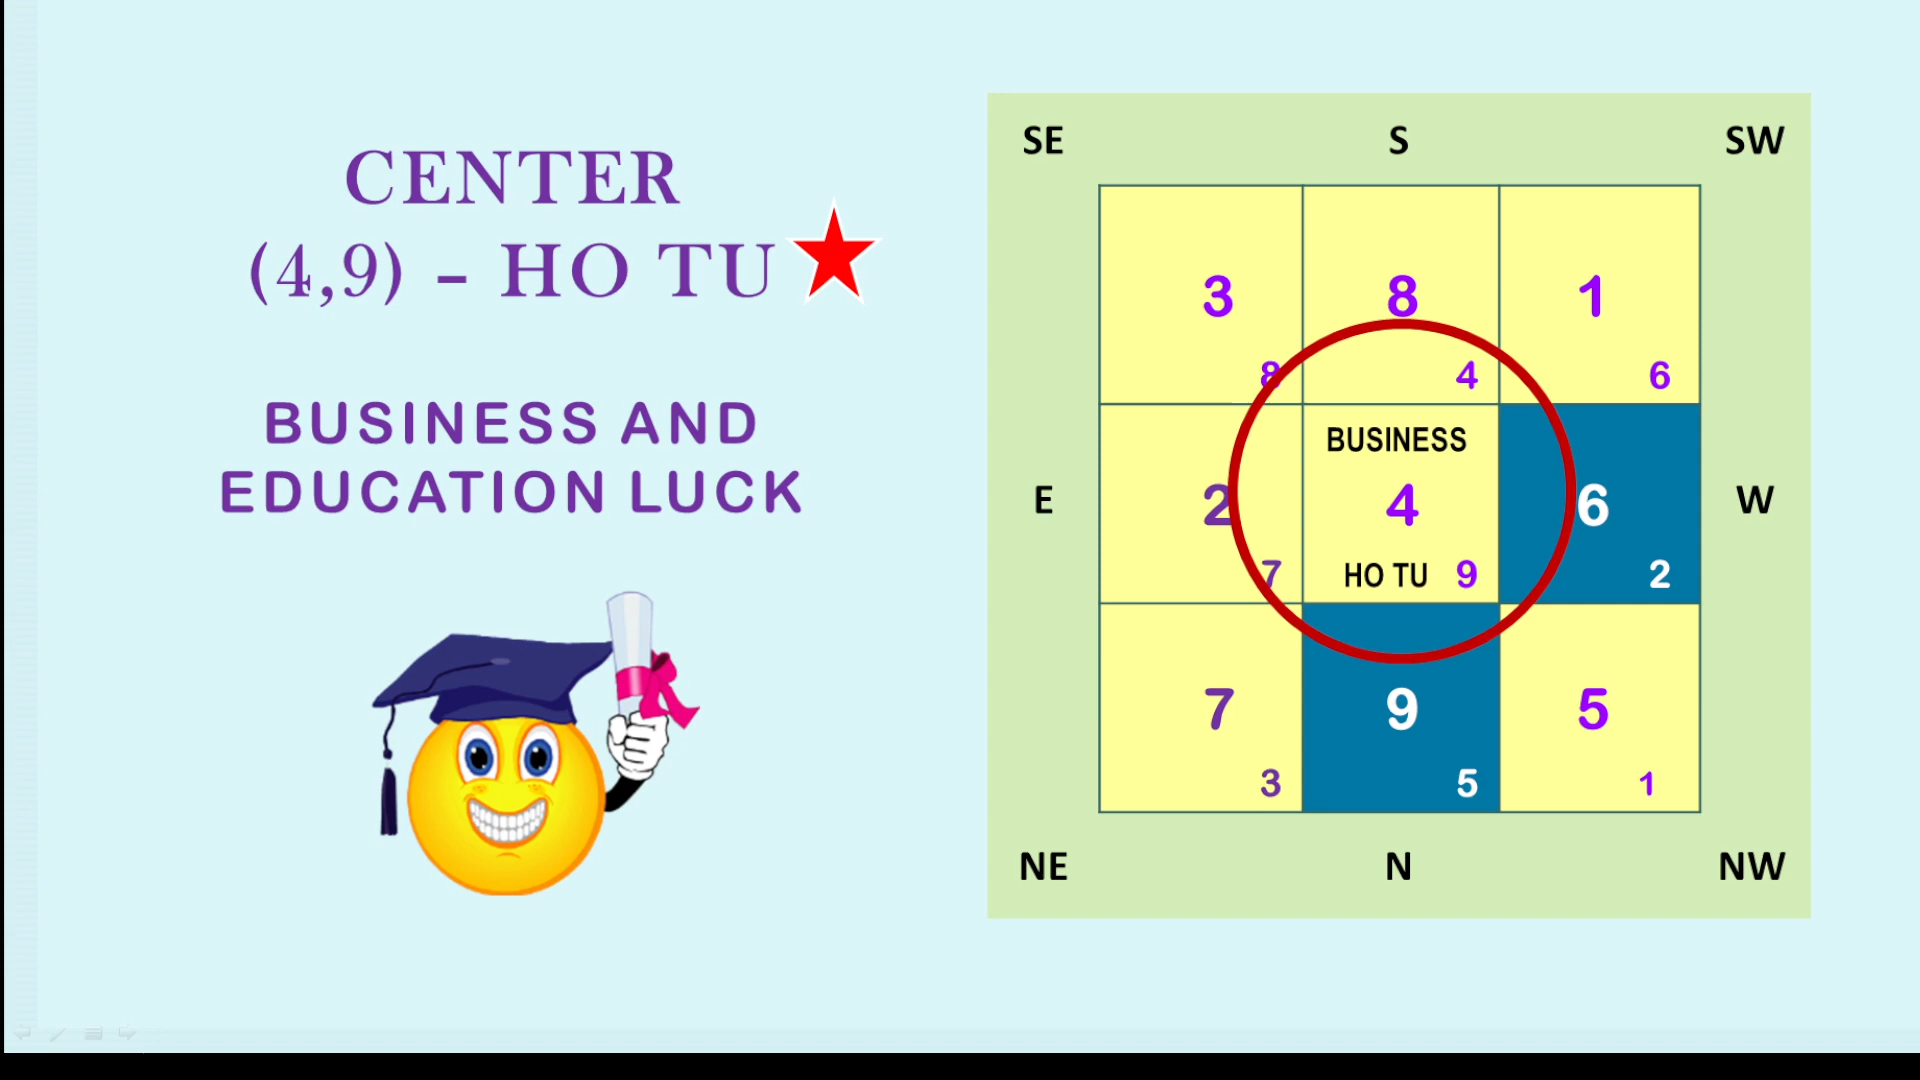 CENTER
(4,9) – HO TU
BUSINESS AND
EDUCATION LUCK
SE S SW
3 8 1
8 4 6
BUSINESS
E 2 4 6 W
7 HO TU 9 2
7 9 5
3 5 1
NE N NW